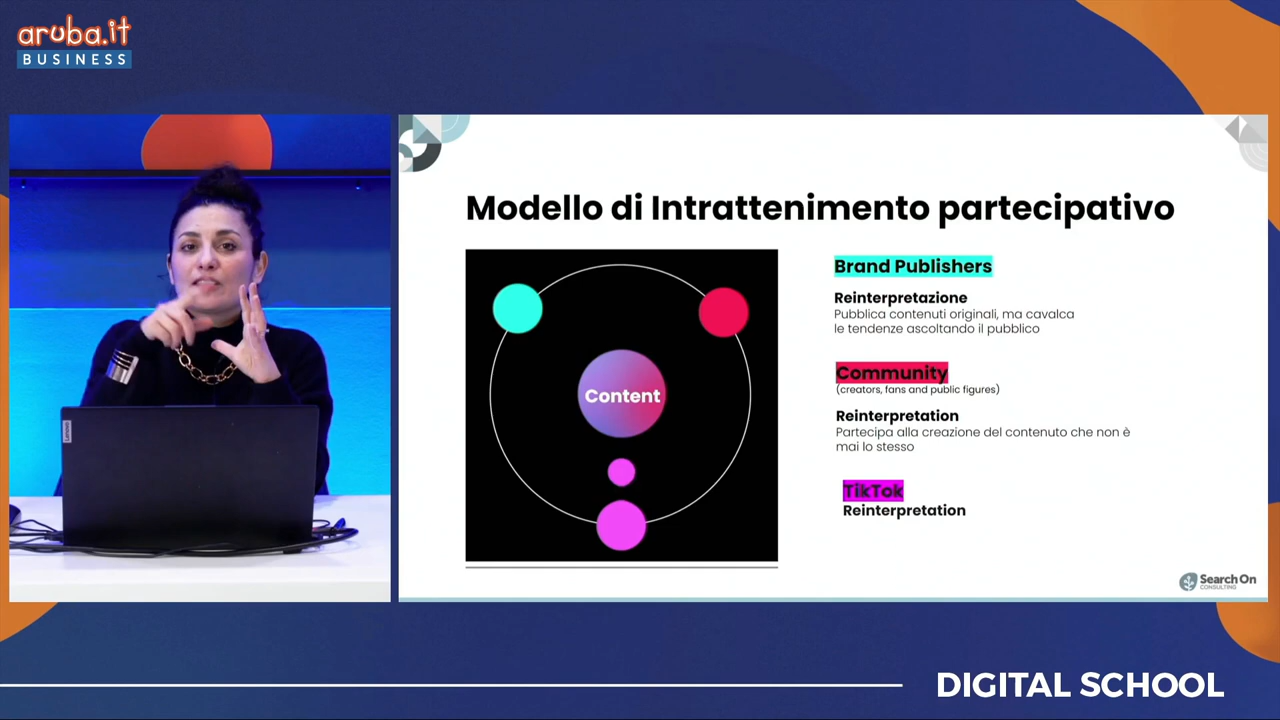 aruba.it
BUSINESS
Lenovo
Modello di Intrattenimento partecipativo
Content
Brand Publishers
Reinterpretazione
Pubblica contenuti originali, ma cavalca
le tendenze ascoltando il pubblico
Community
(creators, fans and public figures)
Reinterpretation
Partecipa alla creazione del contenuto che non è
mai lo stesso
TikTok
Reinterpretation
Search On
CONSULTING
DIGITAL SCHOOL